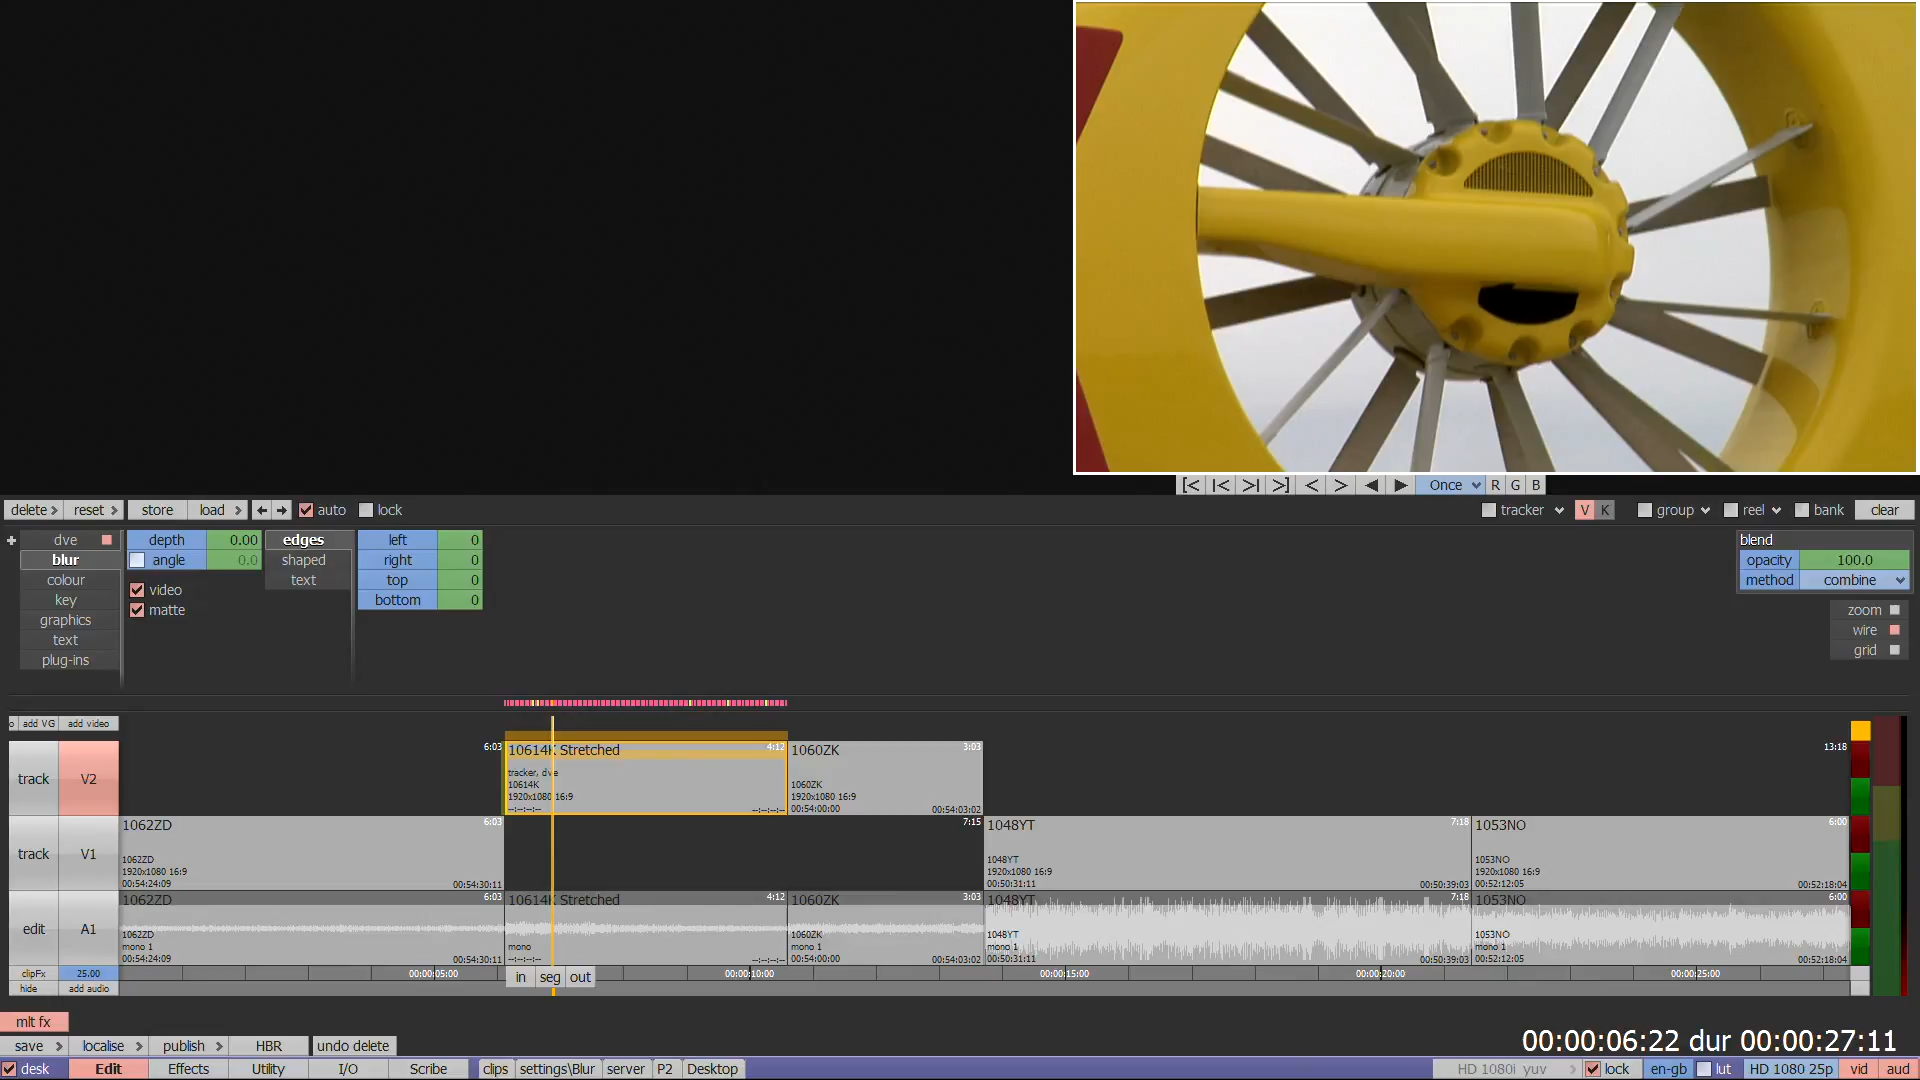 [< |< >| >] < > ◀ ▶ Once R G B
delete > reset > store load > ← → auto lock tracker V K group reel bank clear
dve depth 0.00 edges left 0 blend
blur angle 0.0 shaped right 0 opacity 100.0
colour text top 0 method combine
key video bottom 0
graphics matte zoom
text wire
plug-ins grid
add VG add video
track V2 6:03 10614K Stretched 4:12 1060ZK 3:03 13:18
tracker, dve
10614K 1060ZK
1920x1080 16:9 1920x1080 16:9
--:--:--:-- --:--:--:-- 00:54:00:00 00:54:03:02
track V1 1062ZD 6:03 7:15 1048YT 7:18 1053NO 6:00
1062ZD 1048YT 1053NO
1920x1080 16:9 1920x1080 16:9 1920x1080 16:9
00:54:24:09 00:54:30:11 00:50:31:11 00:50:39:03 00:52:12:05 00:52:18:04
edit A1 1062ZD 6:03 10614K Stretched 4:12 1060ZK 3:03 1048YT 7:18 1053NO 6:00
1062ZD 1060ZK 1048YT 1053NO
mono 1 mono mono 1 mono 1 mono 1
00:54:24:09 00:54:30:11 --:--:--:-- --:--:--:-- 00:54:00:00 00:54:03:02 00:50:31:11 00:50:39:03 00:52:12:05 00:52:18:04
clipFx 25.00 00:00:05:00 in seg out 00:00:10:00 00:00:15:00 00:00:20:00 00:00:25:00
hide add audio
mlt fx
save > localise > publish > HBR undo delete 00:00:06:22 dur 00:00:27:11
desk Edit Effects Utility I/O Scribe clips settings\Blur server P2 Desktop HD 1080i yuv > lock en-gb lut HD 1080 25p vid aud